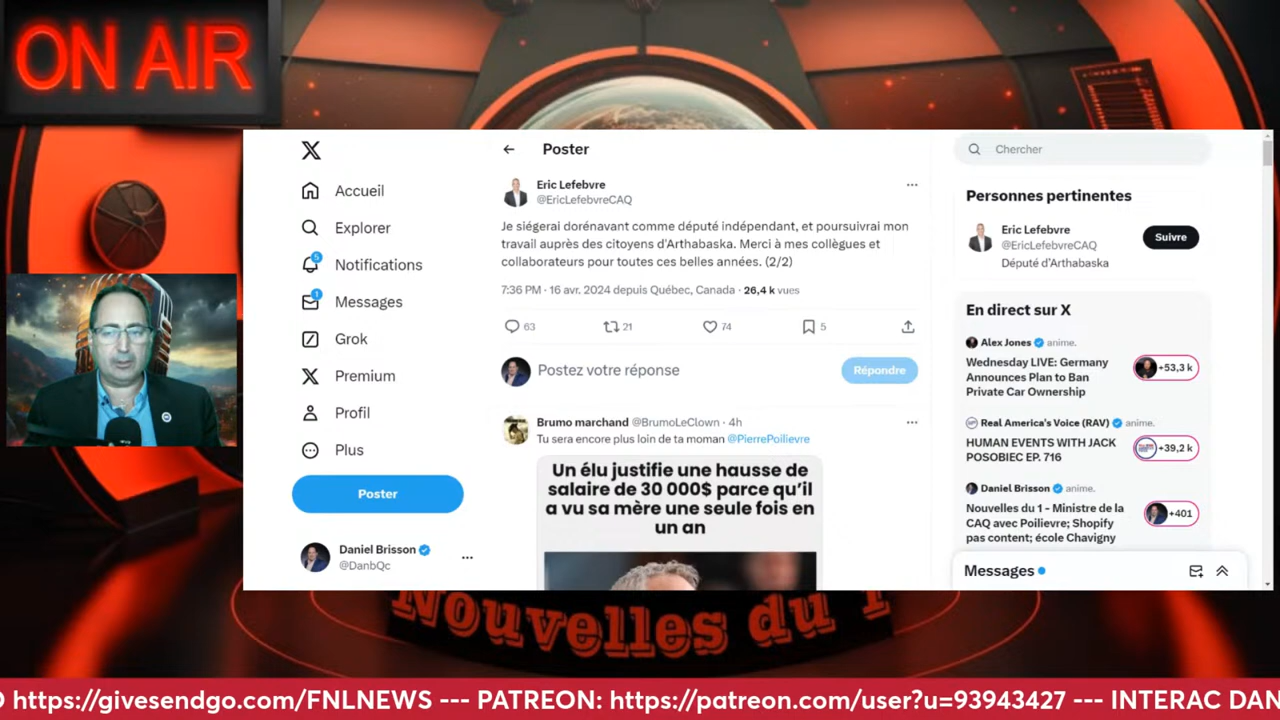 ON AIR
Poster
Chercher
Accueil
Explorer
5
Notifications
1
Messages
Grok
Premium
Profil
Plus
Poster
Daniel Brisson
@DanbQc
Eric Lefebvre
@EricLefebvreCAQ
Je siégerai dorénavant comme député indépendant, et poursuivrai mon
travail auprès des citoyens d'Arthabaska. Merci à mes collègues et
collaborateurs pour toutes ces belles années. (2/2)
7:36 PM · 16 avr. 2024 depuis Québec, Canada · 26,4 k vues
63 21 74 5
Postez votre réponse
Répondre
Brumo marchand @BrumoLeClown · 4h
Tu sera encore plus loin de ta moman @PierrePoilievre
Un élu justifie une hausse de
salaire de 30 000$ parce qu'il
a vu sa mère une seule fois en
un an
Personnes pertinentes
Eric Lefebvre
@EricLefebvreCAQ
Député d'Arthabaska
Suivre
En direct sur X
Alex Jones anime.
Wednesday LIVE: Germany
Announces Plan to Ban
Private Car Ownership
+53,3 k
Real America's Voice (RAV) anime.
HUMAN EVENTS WITH JACK
POSOBIEC EP. 716
+39,2 k
Daniel Brisson anime.
Nouvelles du 1 - Ministre de la
CAQ avec Poilievre; Shopify
pas content; école Chavigny
+401
Messages
Nouvelles du 1
https://givesendgo.com/FNLNEWS --- PATREON: https://patreon.com/user?u=93943427 --- INTERAC DAN